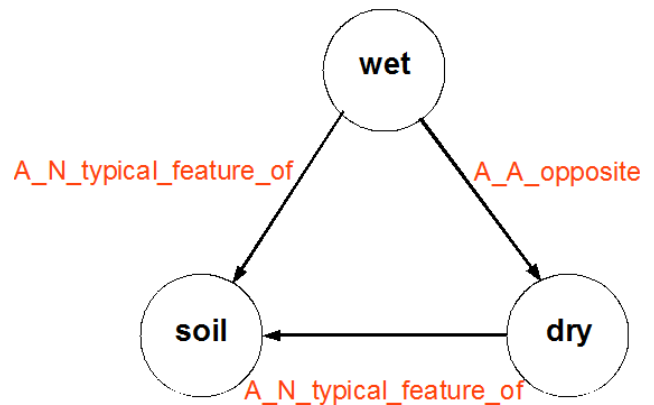 wet
A_N_typical_feature_of
A_A_opposite
soil
dry
A_N_typical_feature_of